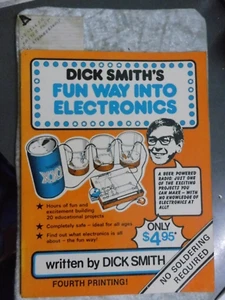 DICK SMITH'S
FUN WAY INTO
ELECTRONICS
A BEER POWERED
RADIO! JUST ONE
OF THE EXCITING
PROJECTS YOU
CAN MAKE - WITH
NO KNOWLEDGE OF
ELECTRONICS AT
ALL!
★ Hours of fun and
excitement building
20 educational projects
★ Completely safe - ideal for all ages
★ Find out what electronics is all
about - the fun way!
ONLY
$4.95*
written by DICK SMITH
NO SOLDERING
REQUIRED
FOURTH PRINTING!